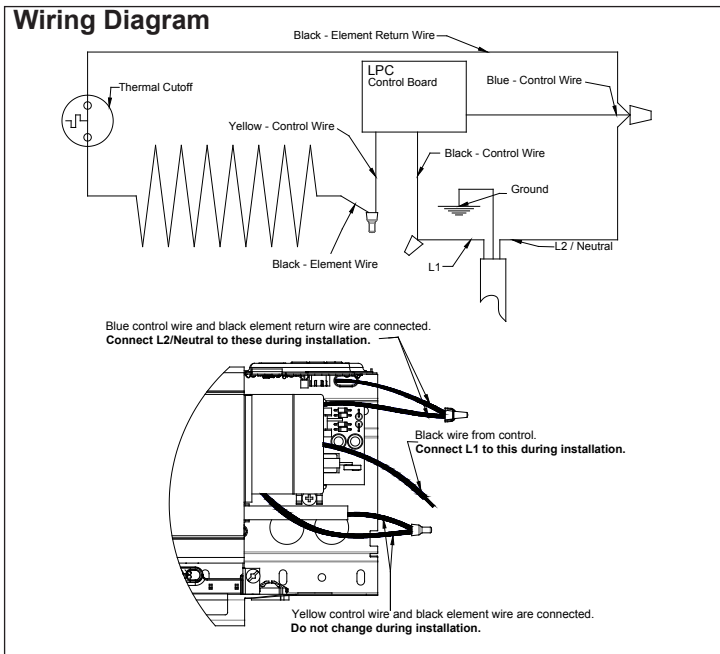 Wiring Diagram
Black - Element Return Wire
LPC
Control Board
Blue - Control Wire
Thermal Cutoff
Yellow - Control Wire
Black - Control Wire
Ground
L2 / Neutral
L1
Black - Element Wire
Blue control wire and black element return wire are connected.
Connect L2/Neutral to these during installation.
Black wire from control.
Connect L1 to this during installation.
Yellow control wire and black element wire are connected.
Do not change during installation.